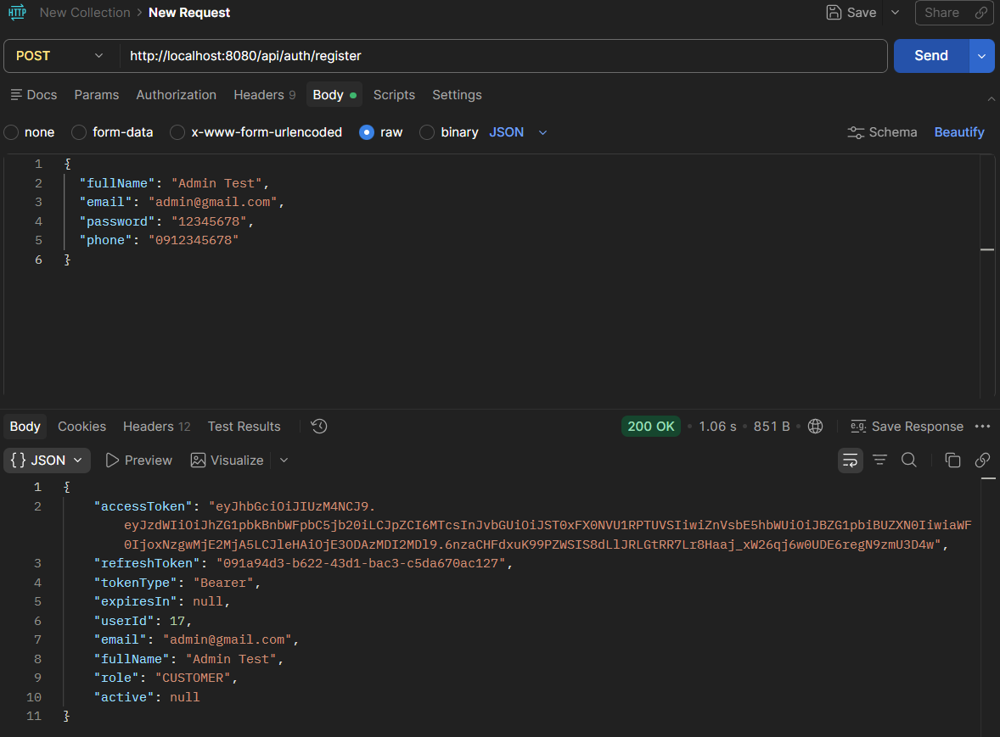 HTTP New Collection > New Request Save Share
POST http://localhost:8080/api/auth/register Send
Docs Params Authorization Headers 9 Body Scripts Settings
none form-data x-www-form-urlencoded raw binary JSON Schema Beautify
1 {
2 "fullName": "Admin Test",
3 "email": "admin@gmail.com",
4 "password": "12345678",
5 "phone": "0912345678"
6 }
Body Cookies Headers 12 Test Results 200 OK • 1.06 s • 851 B • e.g. Save Response
{} JSON Preview Visualize
1 {
2 "accessToken": "eyJhbGciOiJIUzM4NCJ9.
eyJzdWIiOiJhZG1pbkBnbWFpbC5jb20iLCJpZCI6MTcsInJvbGUiOiJST0xFX0NVU1RPTUVSIiwiZnVsbE5hbWUiOiJBZG1pbiBUZXN0IiwiaWF
0IjoxNzgwMjE2MjA5LCJleHAiOjE3ODAzMDI2MDl9.6nzaCHFdxuK99PZWSIS8dLlJRLGtRR7Lr8Haaj_xW26qj6w0UDE6regN9zmU3D4w",
3 "refreshToken": "091a94d3-b622-43d1-bac3-c5da670ac127",
4 "tokenType": "Bearer",
5 "expiresIn": null,
6 "userId": 17,
7 "email": "admin@gmail.com",
8 "fullName": "Admin Test",
9 "role": "CUSTOMER",
10 "active": null
11 }